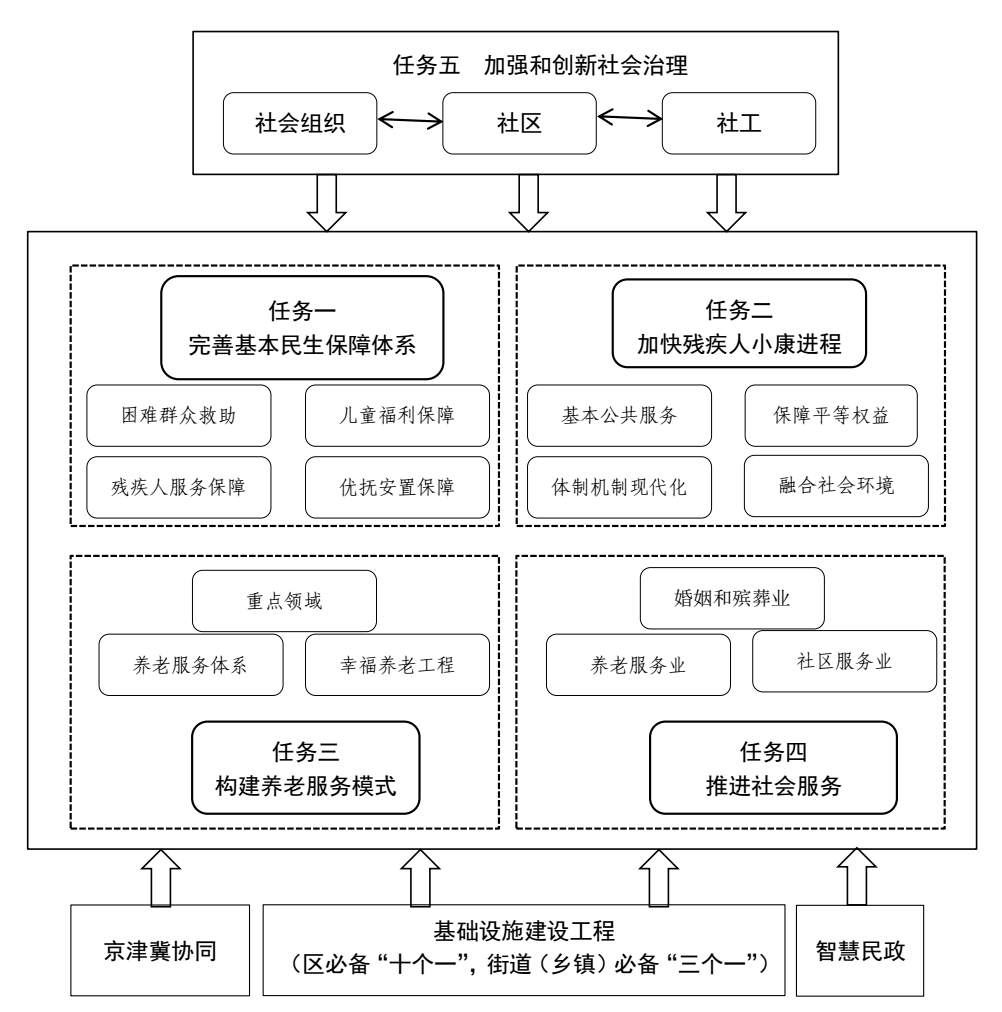 任务五 加强和创新社会治理
社会组织
社区
社工
任务一
完善基本民生保障体系
困难群众救助
儿童福利保障
残疾人服务保障
优抚安置保障
任务二
加快残疾人小康进程
基本公共服务
保障平等权益
体制机制现代化
融合社会环境
重点领域
养老服务体系
幸福养老工程
任务三
构建养老服务模式
婚姻和殡葬业
养老服务业
社区服务业
任务四
推进社会服务
京津冀协同
基础设施建设工程
（区必备“十个一”，街道（乡镇）必备“三个一”）
智慧民政